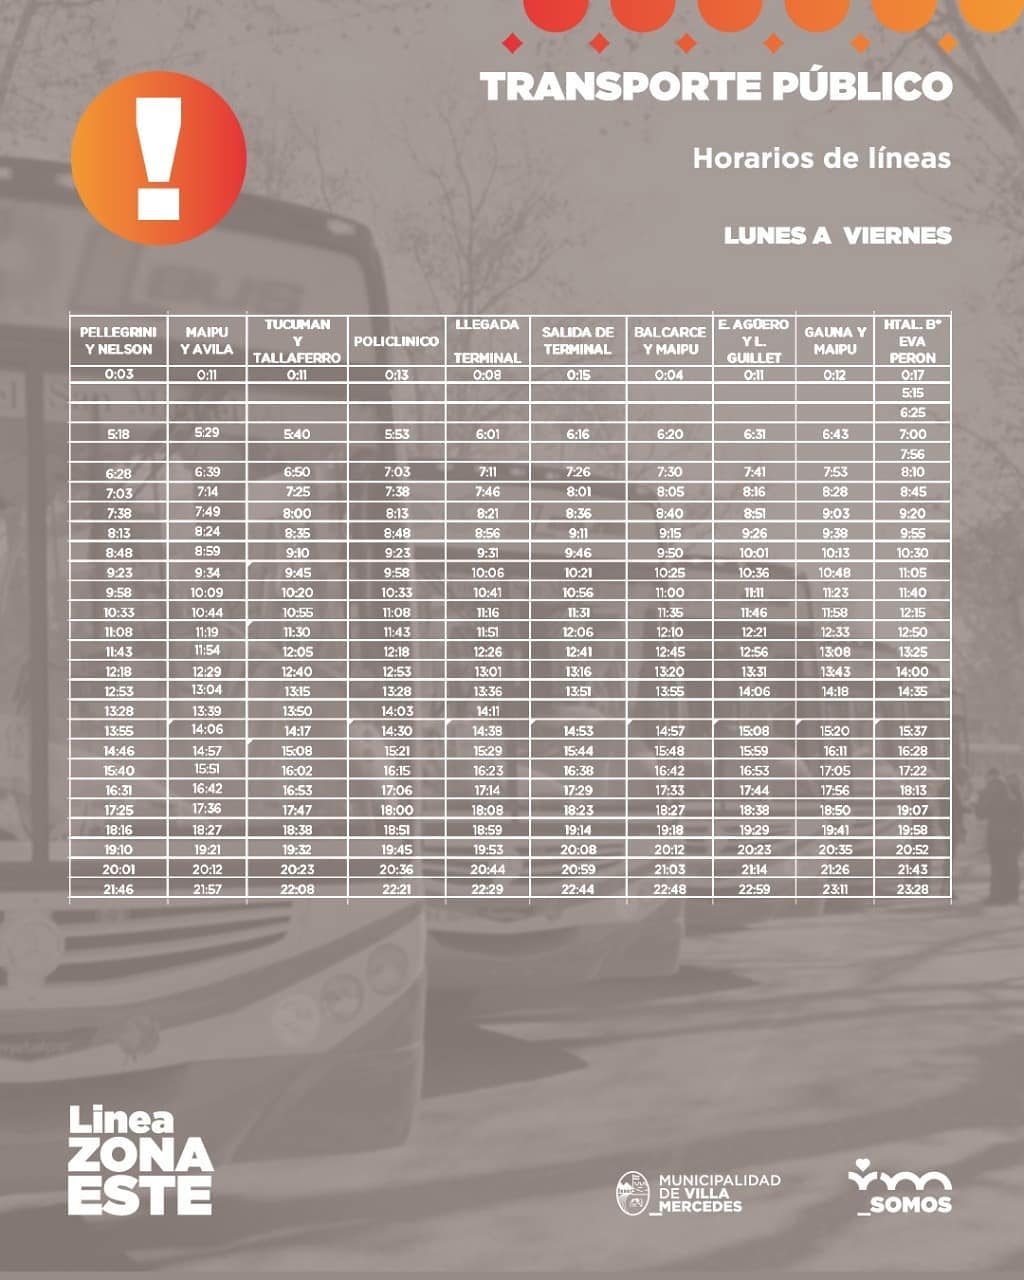 TRANSPORTE PÚBLICO
Horarios de líneas
LUNES A VIERNES
PELLEGRINI Y NELSON MAIPU Y AVILA TUCUMAN Y TALLAFERRO POLICLINICO LLEGADA TERMINAL SALIDA DE TERMINAL BALCARCE Y MAIPU E. AGÜERO Y L. GUILLET GAUNA Y MAIPU HTAL. Bº EVA PERON
0:03 0:11 0:11 0:13 0:08 0:15 0:04 0:11 0:12 0:17
5:15
6:25
5:18 5:29 5:40 5:53 6:01 6:16 6:20 6:31 6:43 7:00
7:56
6:28 6:39 6:50 7:03 7:11 7:26 7:30 7:41 7:53 8:10
7:03 7:14 7:25 7:38 7:46 8:01 8:05 8:16 8:28 8:45
7:38 7:49 8:00 8:13 8:21 8:36 8:40 8:51 9:03 9:20
8:13 8:24 8:35 8:48 8:56 9:11 9:15 9:26 9:38 9:55
8:48 8:59 9:10 9:23 9:31 9:46 9:50 10:01 10:13 10:30
9:23 9:34 9:45 9:58 10:06 10:21 10:25 10:36 10:48 11:05
9:58 10:09 10:20 10:33 10:41 10:56 11:00 11:11 11:23 11:40
10:33 10:44 10:55 11:08 11:16 11:31 11:35 11:46 11:58 12:15
11:08 11:19 11:30 11:43 11:51 12:06 12:10 12:21 12:33 12:50
11:43 11:54 12:05 12:18 12:26 12:41 12:45 12:56 13:08 13:25
12:18 12:29 12:40 12:53 13:01 13:16 13:20 13:31 13:43 14:00
12:53 13:04 13:15 13:28 13:36 13:51 13:55 14:06 14:18 14:35
13:28 13:39 13:50 14:03 14:11
13:55 14:06 14:17 14:30 14:38 14:53 14:57 15:08 15:20 15:37
14:46 14:57 15:08 15:21 15:29 15:44 15:48 15:59 16:11 16:28
15:40 15:51 16:02 16:15 16:23 16:38 16:42 16:53 17:05 17:22
16:31 16:42 16:53 17:06 17:14 17:29 17:33 17:44 17:56 18:13
17:25 17:36 17:47 18:00 18:08 18:23 18:27 18:38 18:50 19:07
18:16 18:27 18:38 18:51 18:59 19:14 19:18 19:29 19:41 19:58
19:10 19:21 19:32 19:45 19:53 20:08 20:12 20:23 20:35 20:52
20:01 20:12 20:23 20:36 20:44 20:59 21:03 21:14 21:26 21:43
21:46 21:57 22:08 22:21 22:29 22:44 22:48 22:59 23:11 23:28
Linea
ZONA
ESTE
MUNICIPALIDAD
DE VILLA
_MERCEDES
_SOMOS